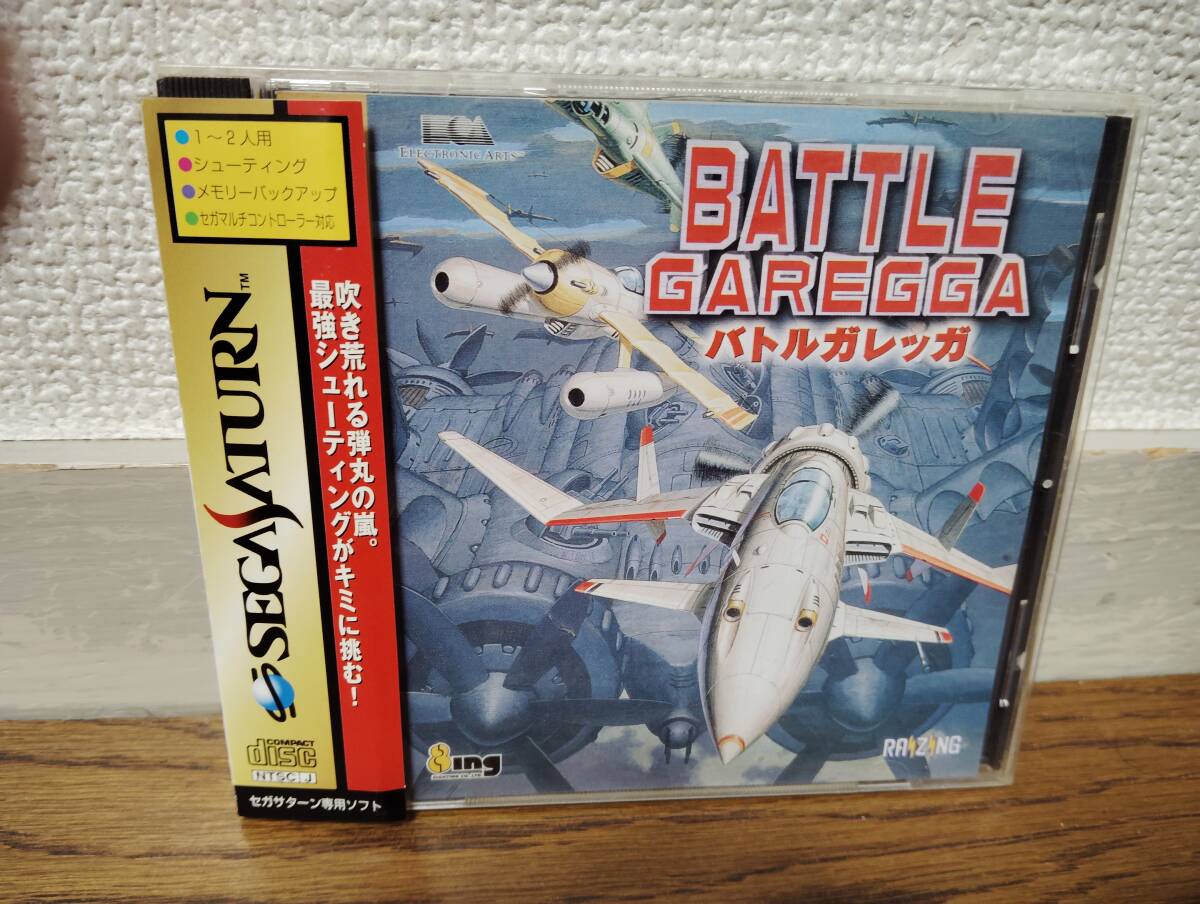 1～2人用
シューティング
メモリーバックアップ
セガマルチコントローラー対応
SEGA SATURN™
吹き荒れる弾丸の嵐。
最強シューティングがキミに挑む!
COMPACT
disc
NTSC J
セガサターン専用ソフト
ELECTRONIC ARTS™
BATTLE
GAREGGA
バトルガレッガ
8ing
RAIZING